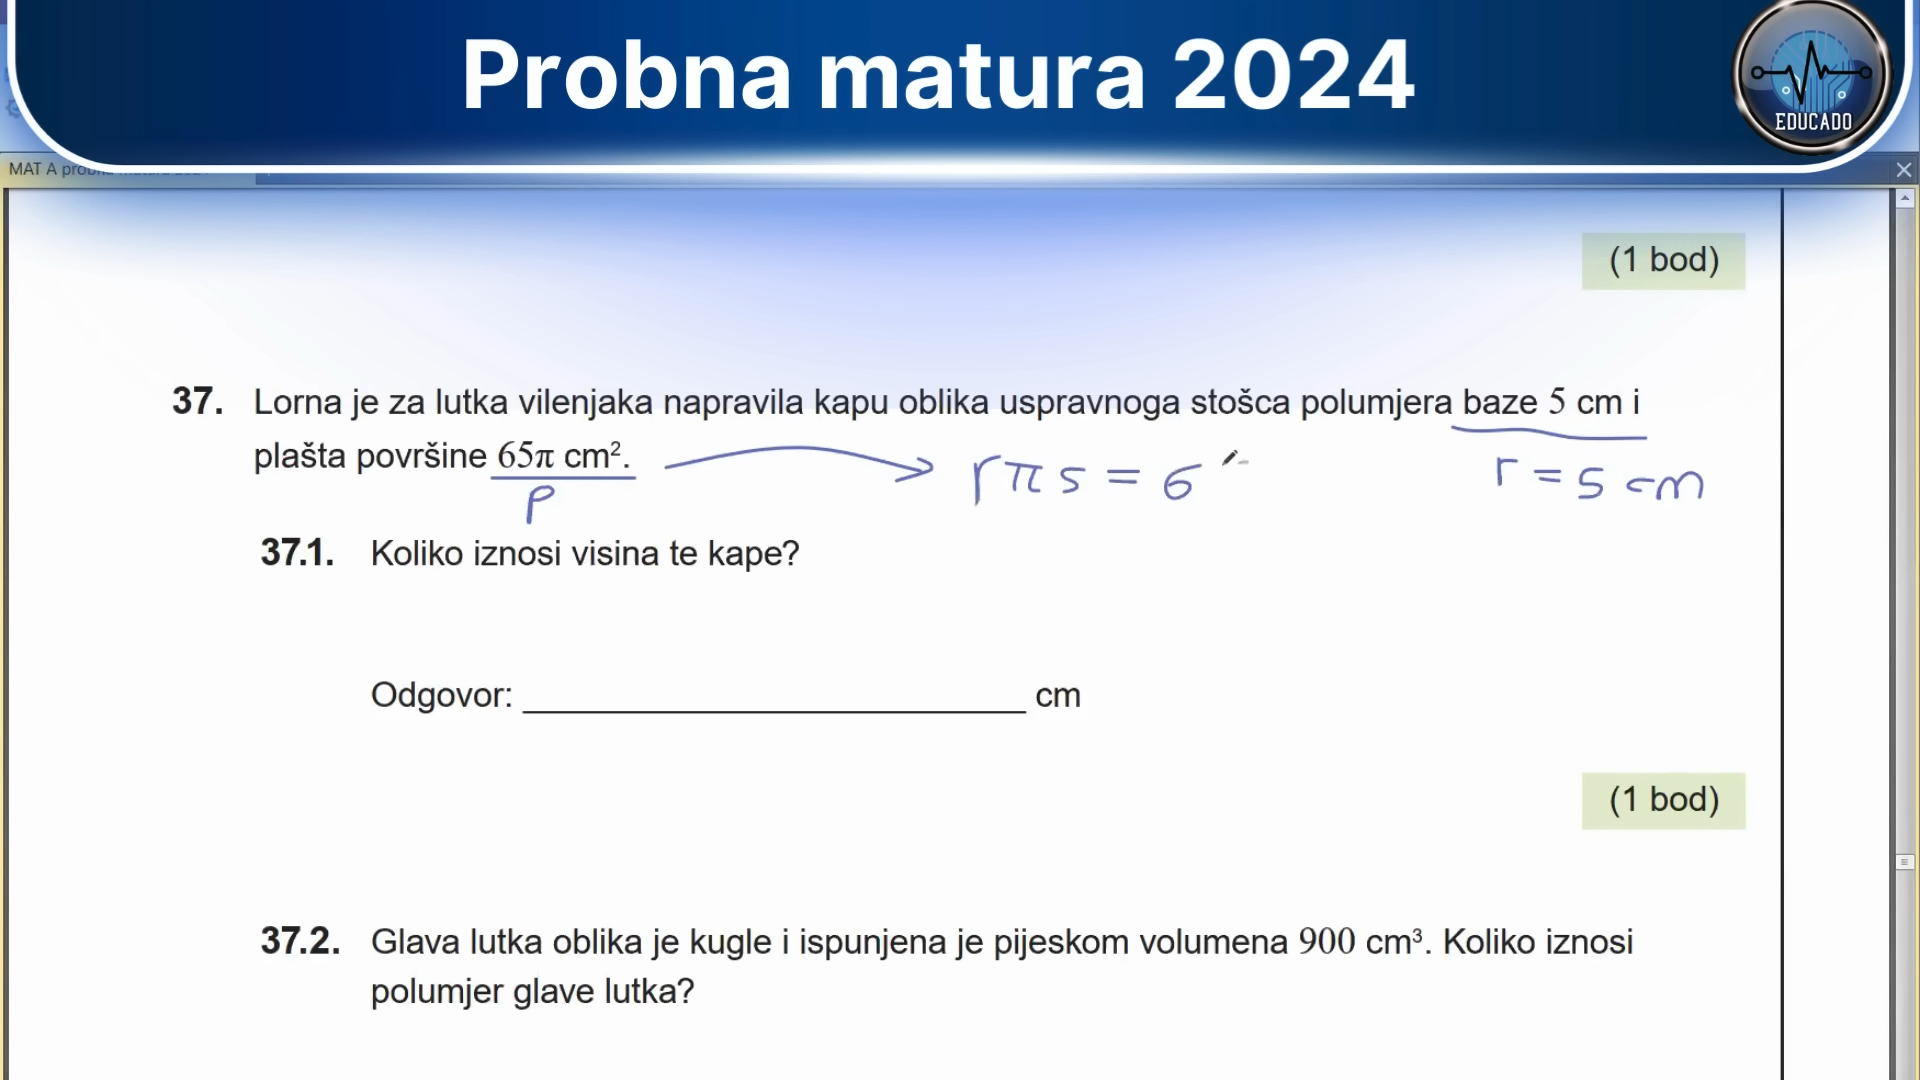 Probna matura 2024
EDUCADO
MAT A
(1 bod)
37. Lorna je za lutka vilenjaka napravila kapu oblika uspravnoga stošca polumjera baze 5 cm i
plašta površine 65π cm².
rπs = 6
r = 5 cm
P
37.1. Koliko iznosi visina te kape?
Odgovor: ____________________ cm
(1 bod)
37.2. Glava lutka oblika je kugle i ispunjena je pijeskom volumena 900 cm³. Koliko iznosi
polumjer glave lutka?